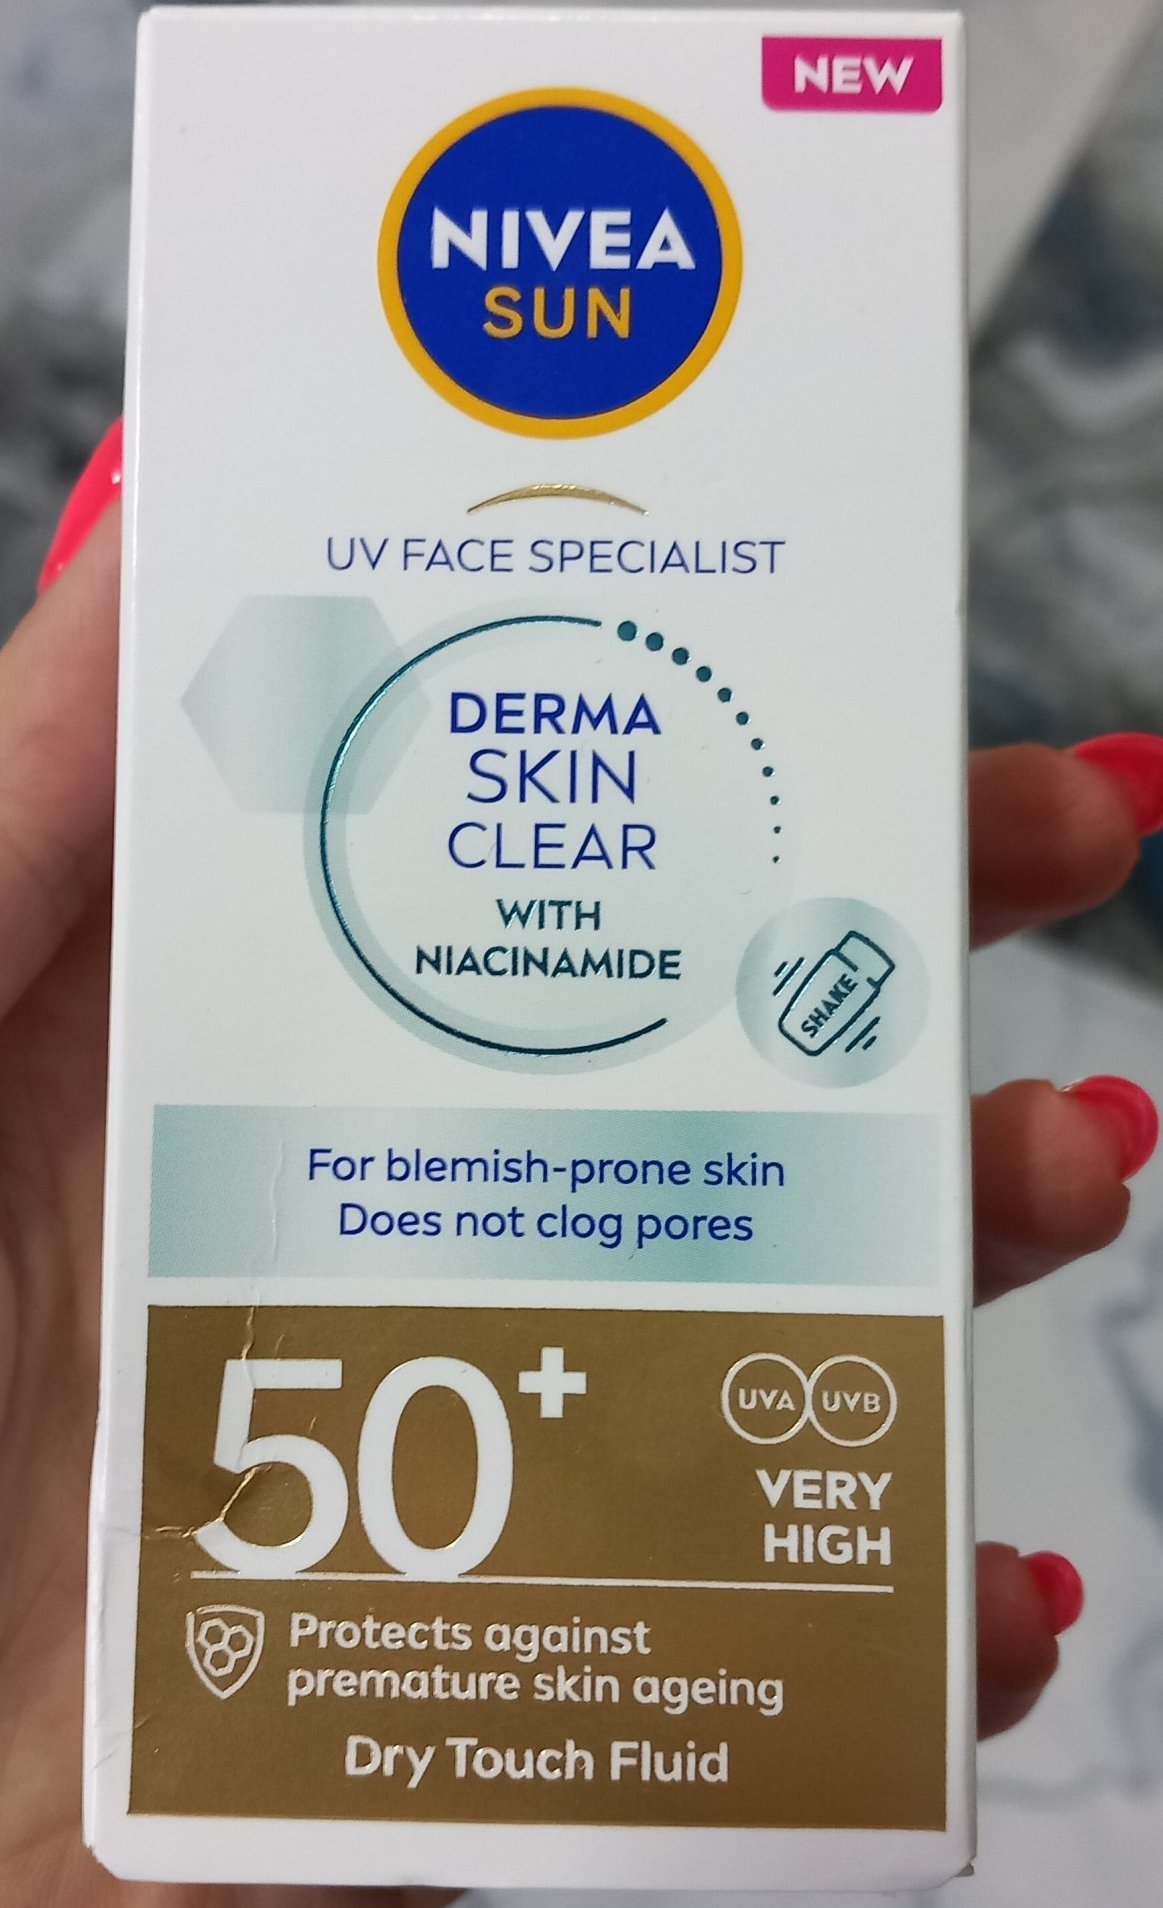 NEW
NIVEA
SUN
UV FACE SPECIALIST
DERMA
SKIN
CLEAR
WITH
NIACINAMIDE
SHAKE
For blemish-prone skin
Does not clog pores
50+
UVA UVB
VERY
HIGH
Protects against
premature skin ageing
Dry Touch Fluid